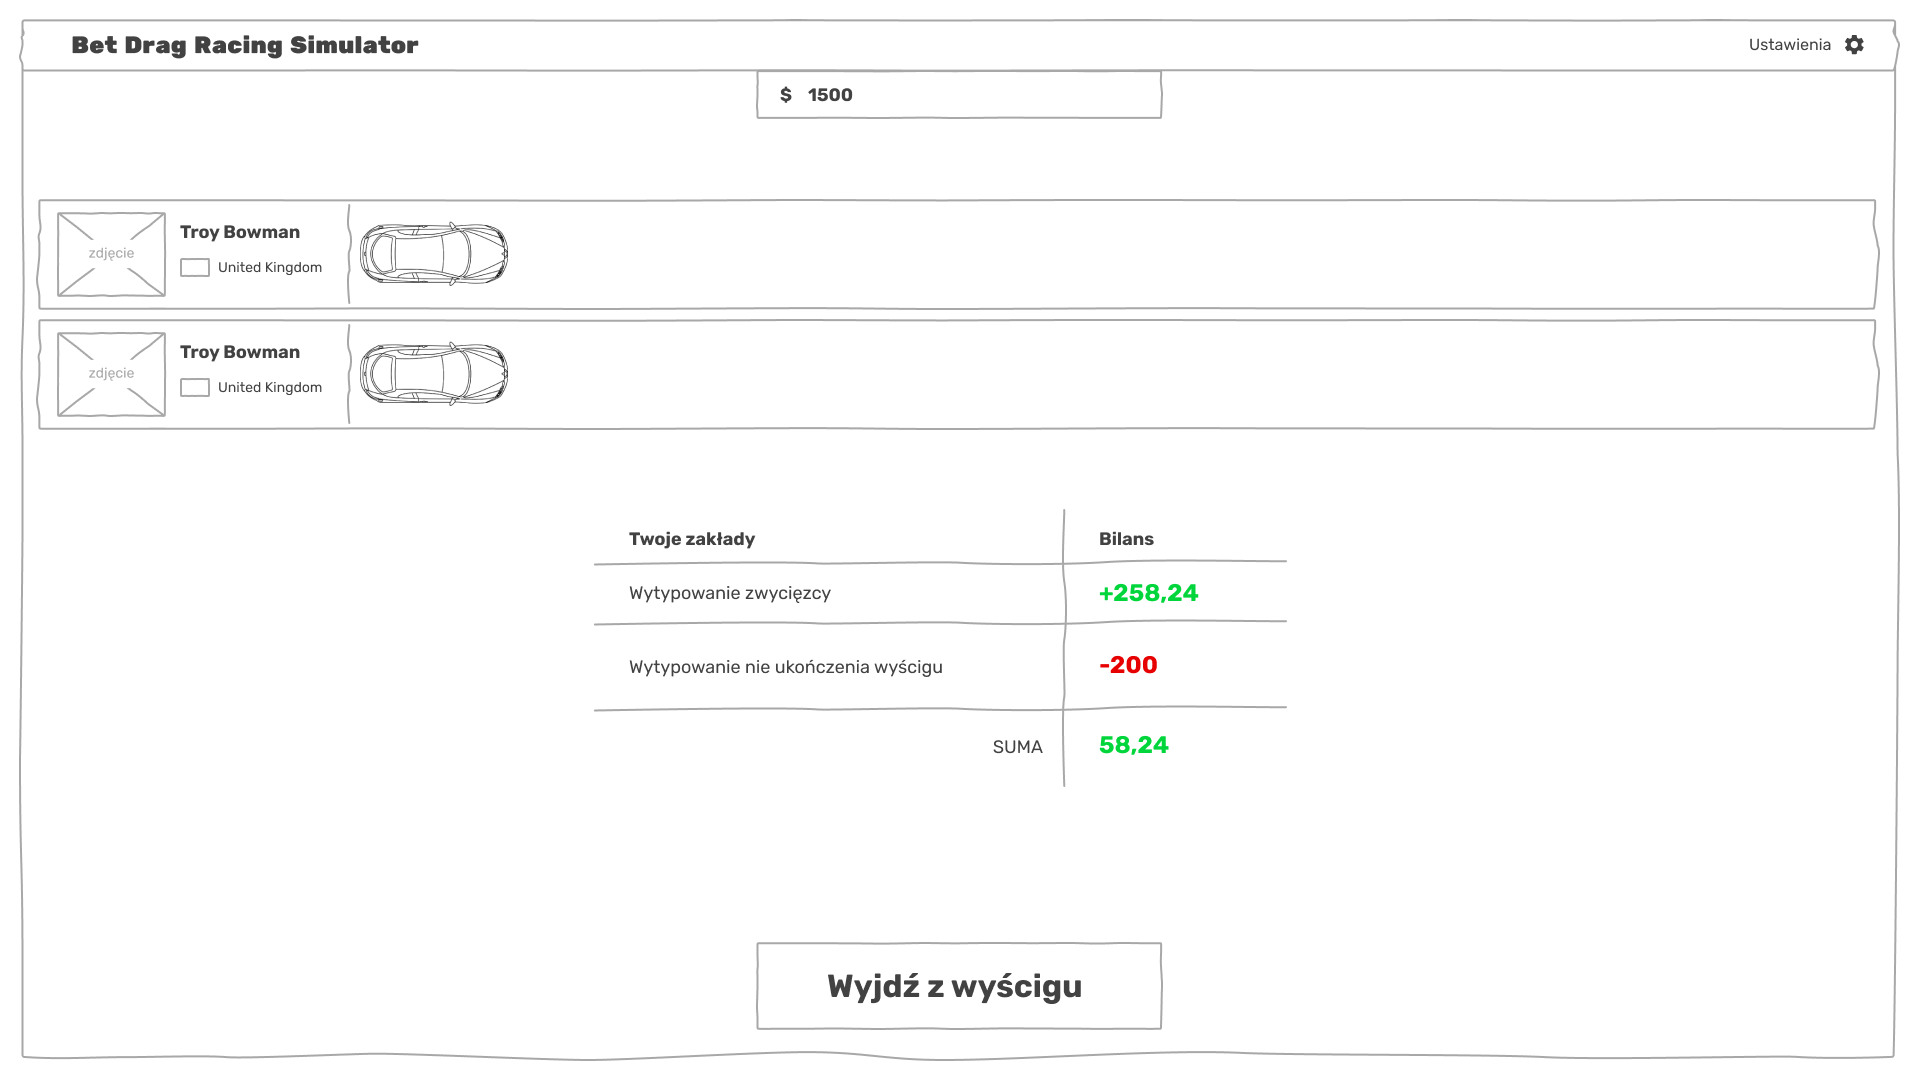 Bet Drag Racing Simulator
Ustawienia
$ 1500
zdjęcie
Troy Bowman
United Kingdom
zdjęcie
Troy Bowman
United Kingdom
Twoje zakłady Bilans
Wytypowanie zwycięzcy +258,24
Wytypowanie nie ukończenia wyścigu -200
SUMA 58,24
Wyjdź z wyścigu